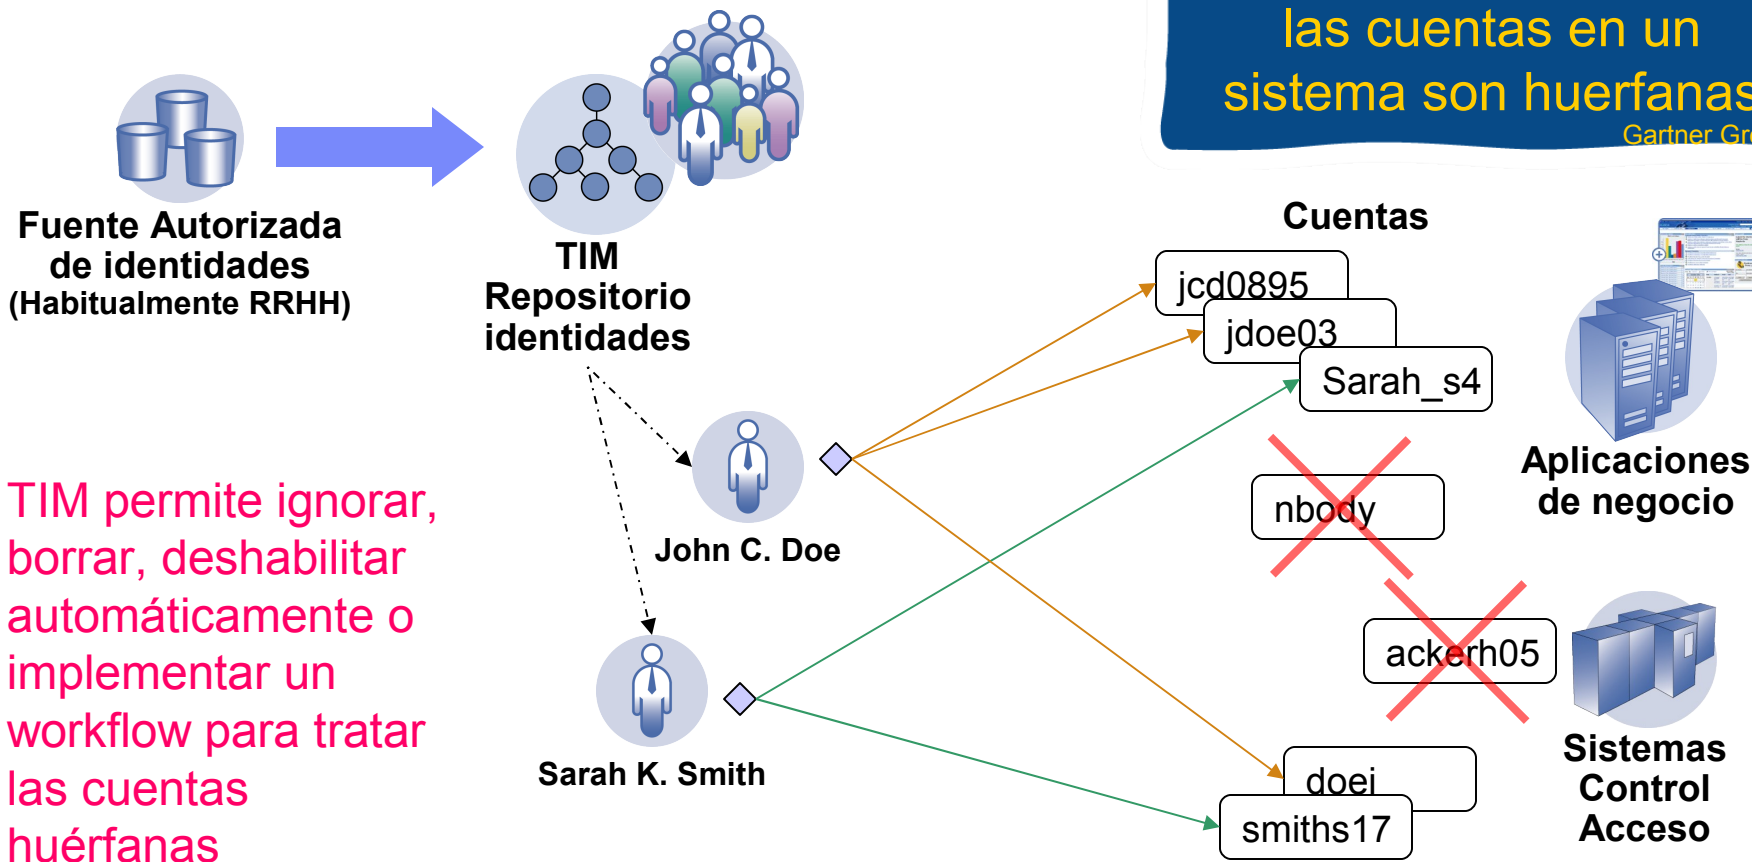 las cuentas en un
sistema son huerfanas
Gartner
Fuente Autorizada
de identidades
(Habitualmente RRHH)
TIM
Repositorio
identidades
Cuentas
jcd0895
jdoe03
Sarah_s4
Aplicaciones
de negocio
nbody
John C. Doe
TIM permite ignorar,
borrar, deshabilitar
automáticamente o
implementar un
workflow para tratar
las cuentas
huérfanas
ackerh05
Sarah K. Smith
Sistemas
Control
Acceso
doej
smiths17